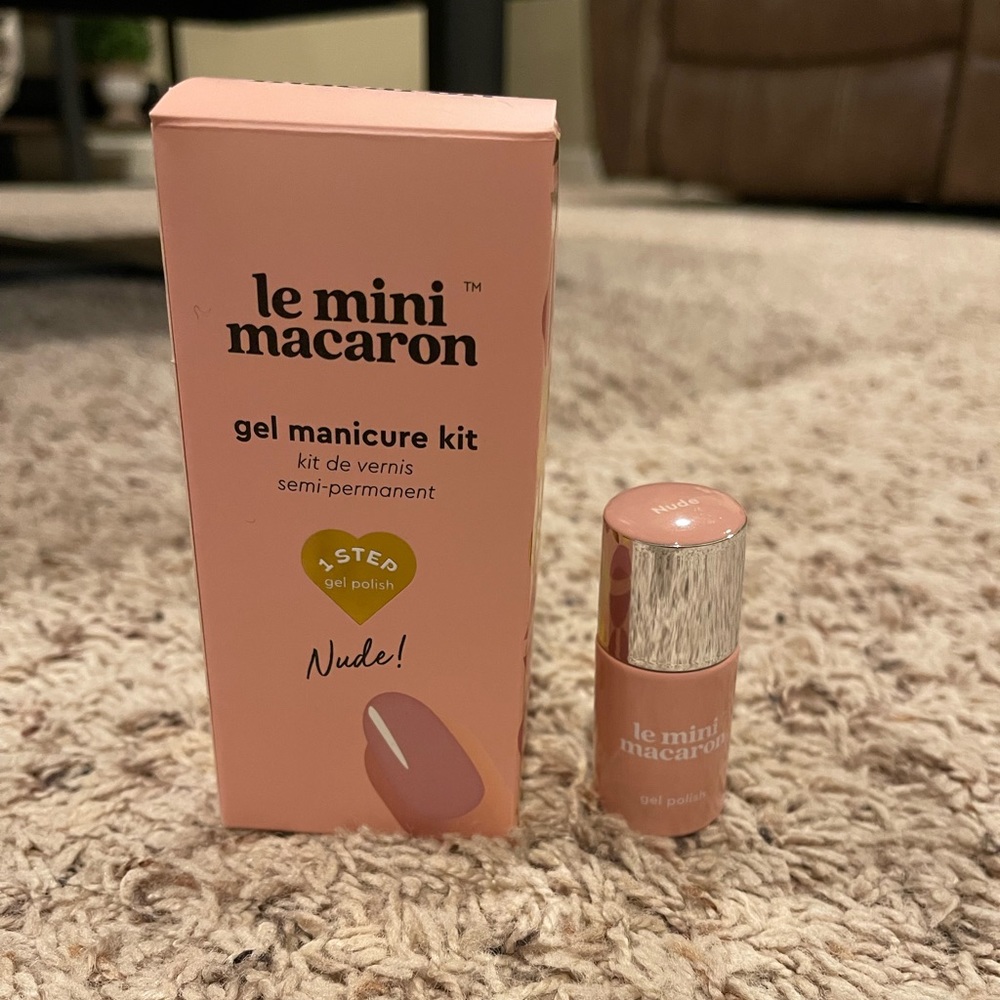 le mini ™
macaron
gel manicure kit
kit de vernis
semi-permanent
1 STEP
gel polish
Nude!
Nude
le mini
macaron
gel polish